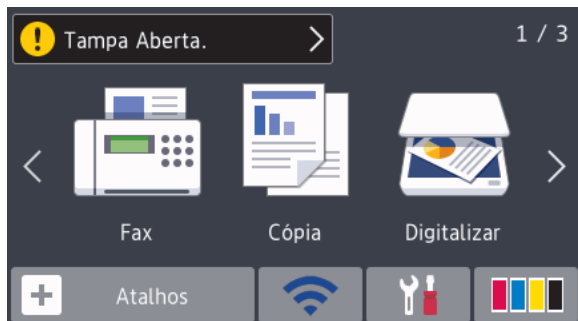 Tampa Aberta.
1 / 3
Fax
Cópia
Digitalizar
Atalhos